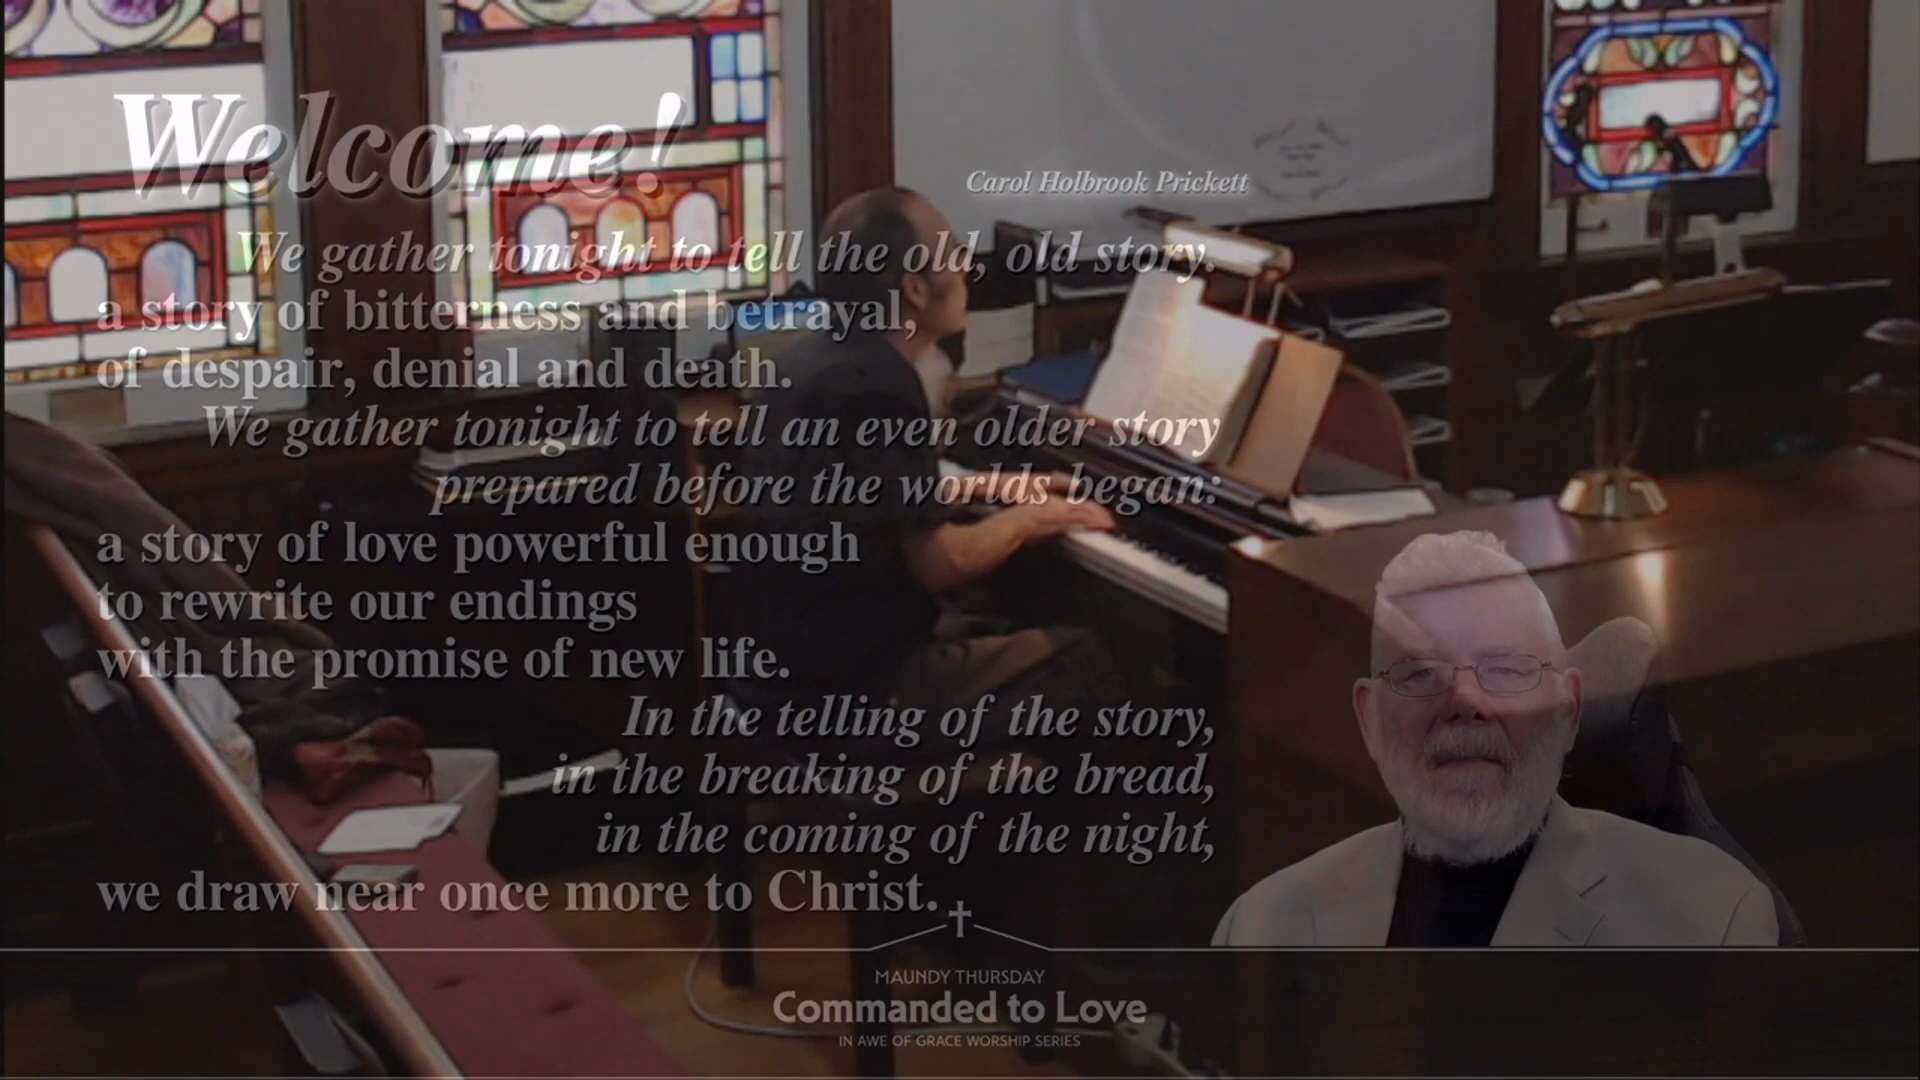 Welcome!
Carol Holbrook Prickett
We gather tonight to tell the old, old story.
a story of bitterness and betrayal,
of despair, denial and death.
We gather tonight to tell an even older story
prepared before the worlds began:
a story of love powerful enough
to rewrite our endings
with the promise of new life.
In the telling of the story,
in the breaking of the bread,
in the coming of the night,
we draw near once more to Christ.
MAUNDY THURSDAY
Commanded to Love
IN AWE OF GRACE WORSHIP SERIES